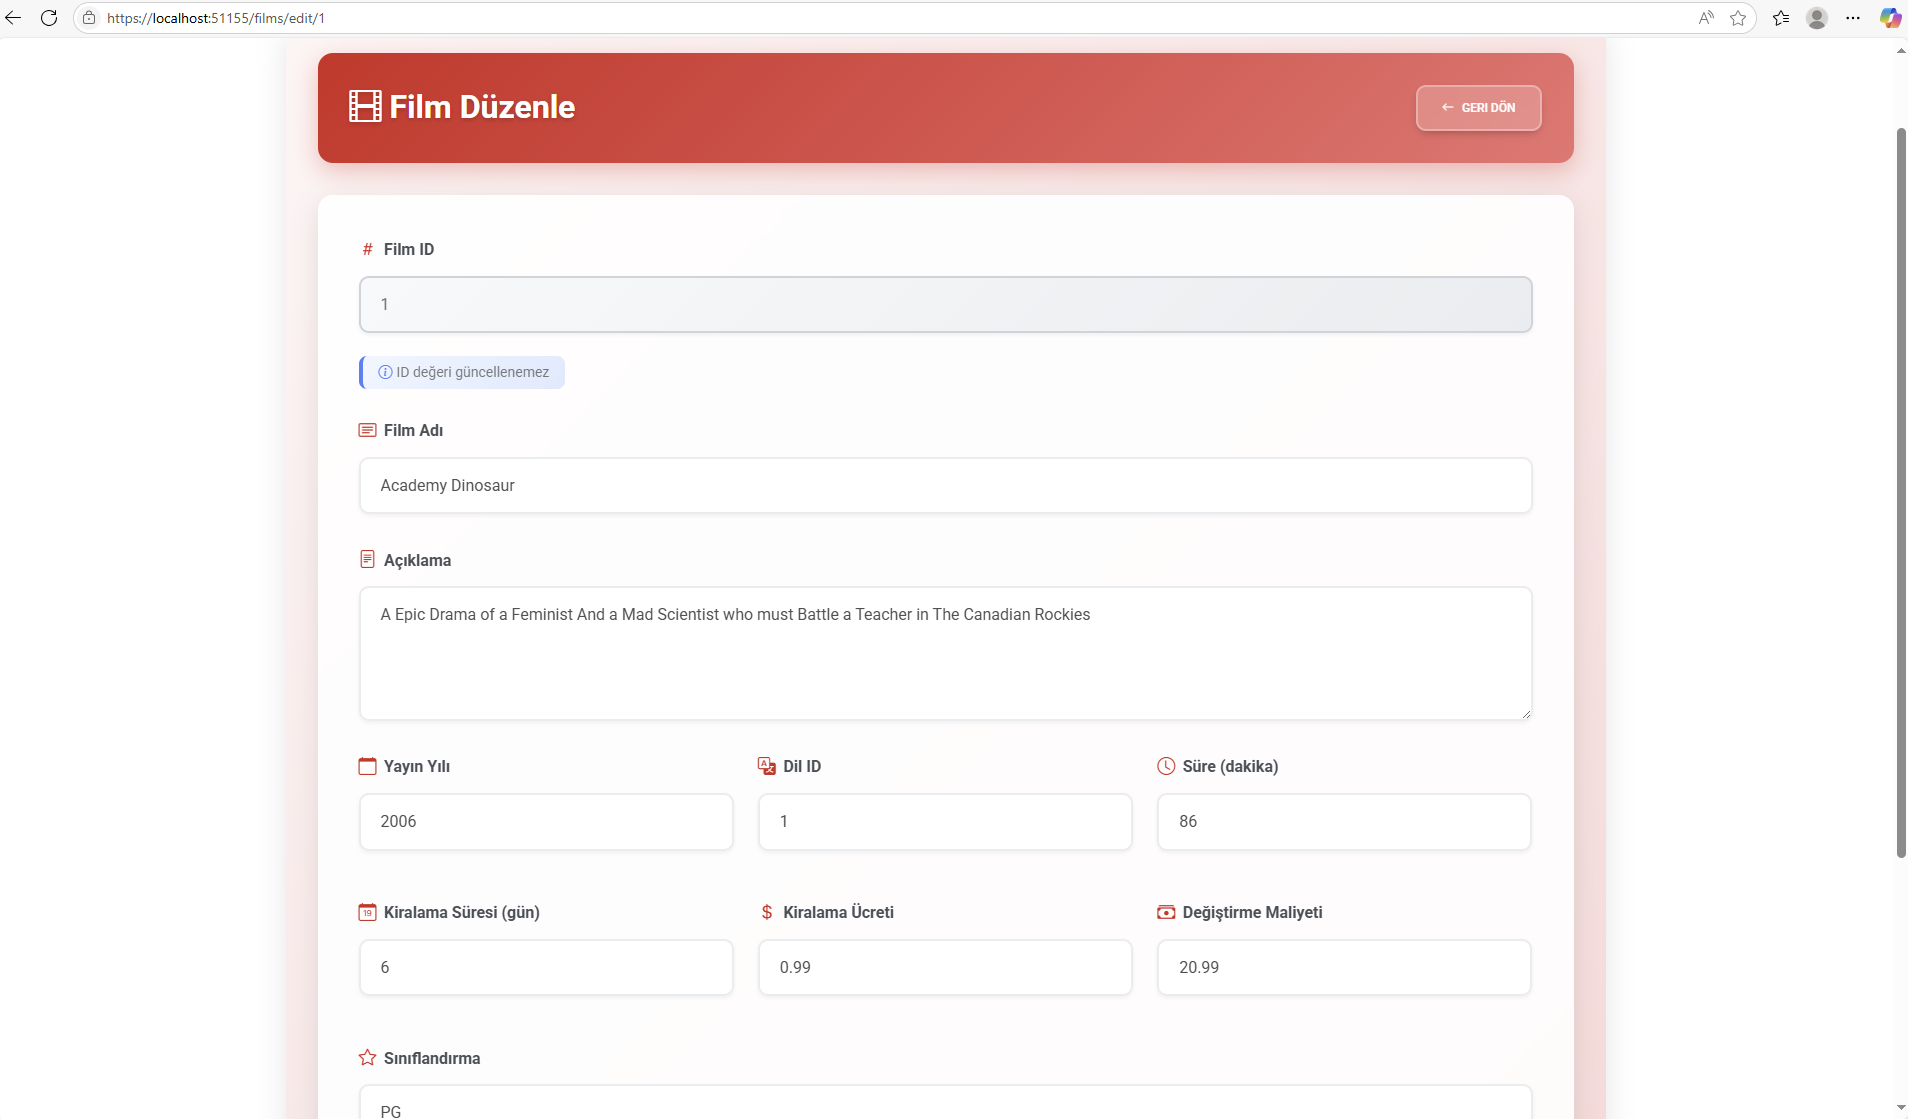 https://localhost:51155/films/edit/1
Film Düzenle
GERI DÖN
# Film ID
1
ID değeri güncellenemez
Film Adı
Academy Dinosaur
Açıklama
A Epic Drama of a Feminist And a Mad Scientist who must Battle a Teacher in The Canadian Rockies
Yayın Yılı
Dil ID
Süre (dakika)
2006
1
86
19 Kiralama Süresi (gün)
$ Kiralama Ücreti
Değiştirme Maliyeti
6
0.99
20.99
Sınıflandırma
PG